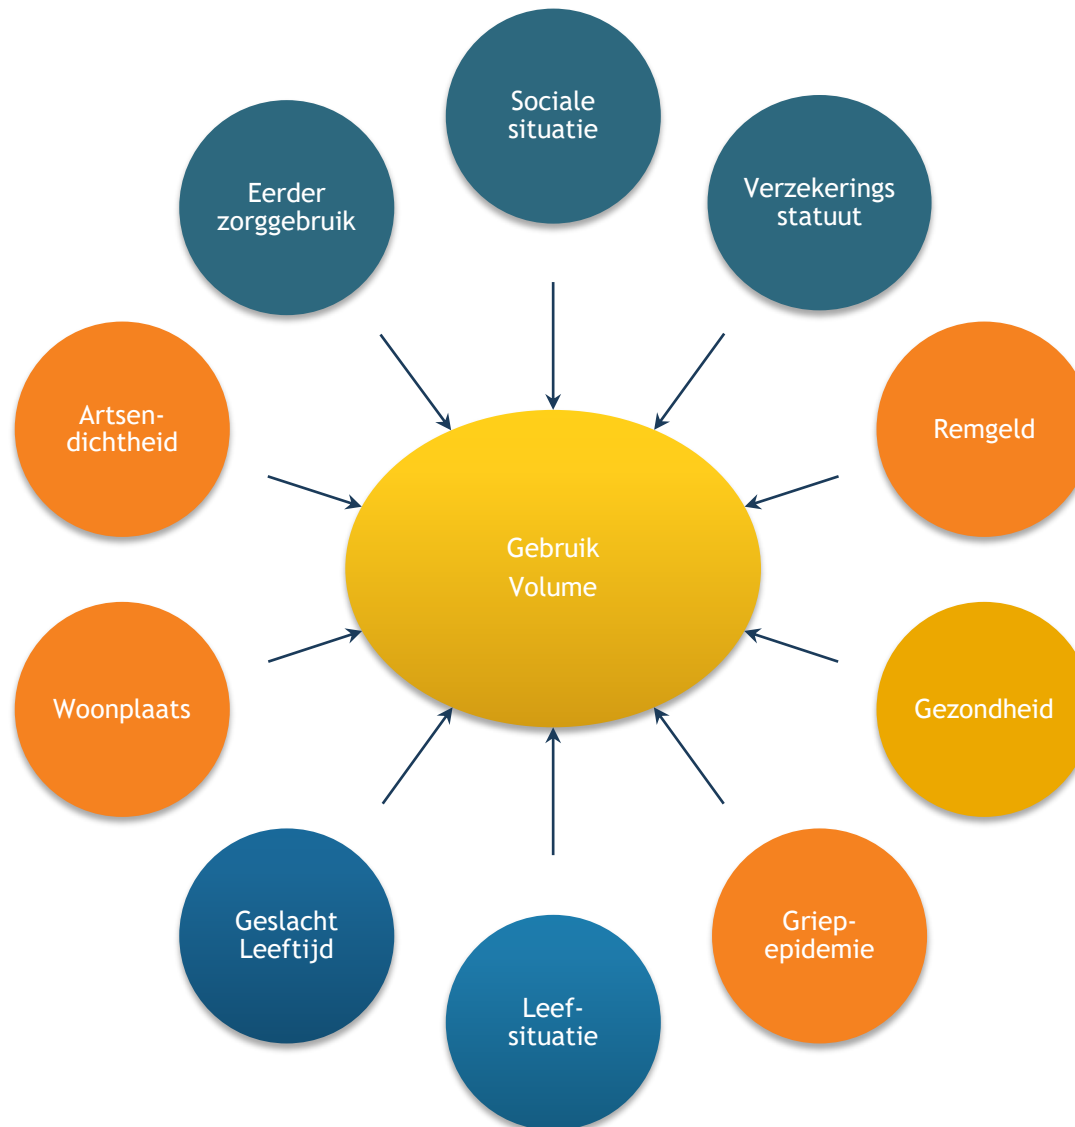 Sociale
situatie
Verzekerings
statuut
Eerder
zorggebruik
Artsen-
dichtheid
Remgeld
Gebruik
Volume
Woonplaats
Gezondheid
Geslacht
Leeftijd
Griep-
epidemie
Leef-
situatie